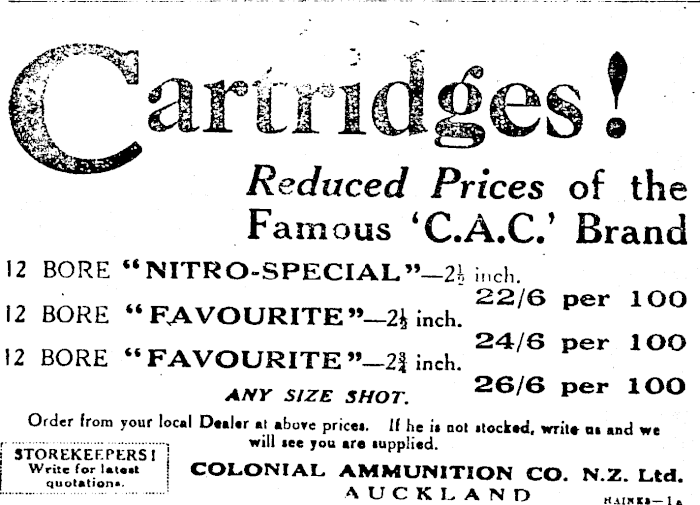 Cartridges!
Reduced Prices of the
Famous 'C.A.C.' Brand
12 BORE "NITRO-SPECIAL"—2½ inch.
22/6 per 100
12 BORE "FAVOURITE"—2½ inch.
24/6 per 100
12 BORE "FAVOURITE"—2¾ inch.
26/6 per 100
ANY SIZE SHOT.
Order from your local Dealer at above prices. If he is not stocked, write us and we
will see you are supplied.
STOREKEEPERS!
Write for latest
quotations.
COLONIAL AMMUNITION CO. N.Z. Ltd.
AUCKLAND
HAINES—1A